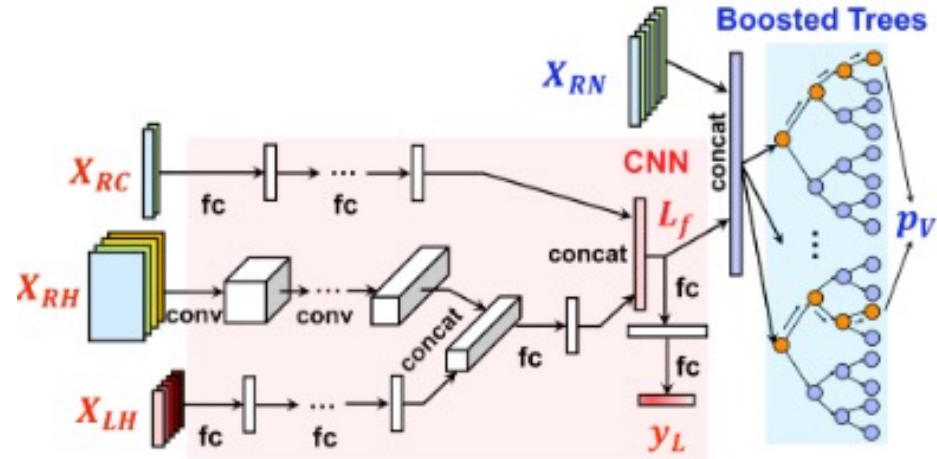 Boosted Trees
X_RN
concat
CNN
X_RC
fc
...
fc
L_f
concat
p_V
X_RH
conv
...
conv
concat
fc
fc
...
fc
X_LH
fc
...
fc
y_L